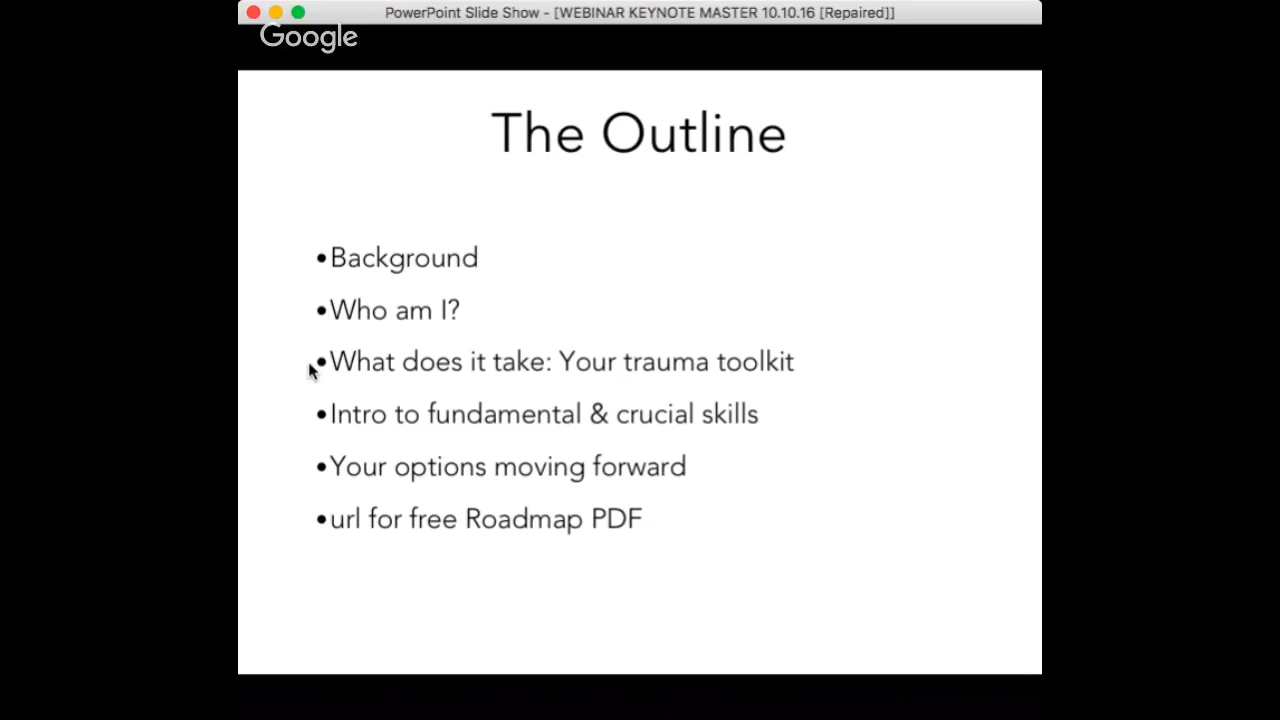 PowerPoint Slide Show - [WEBINAR KEYNOTE MASTER 10.10.16 [Repaired]]
Google
The Outline
•Background
•Who am I?
•What does it take: Your trauma toolkit
•Intro to fundamental & crucial skills
•Your options moving forward
•url for free Roadmap PDF